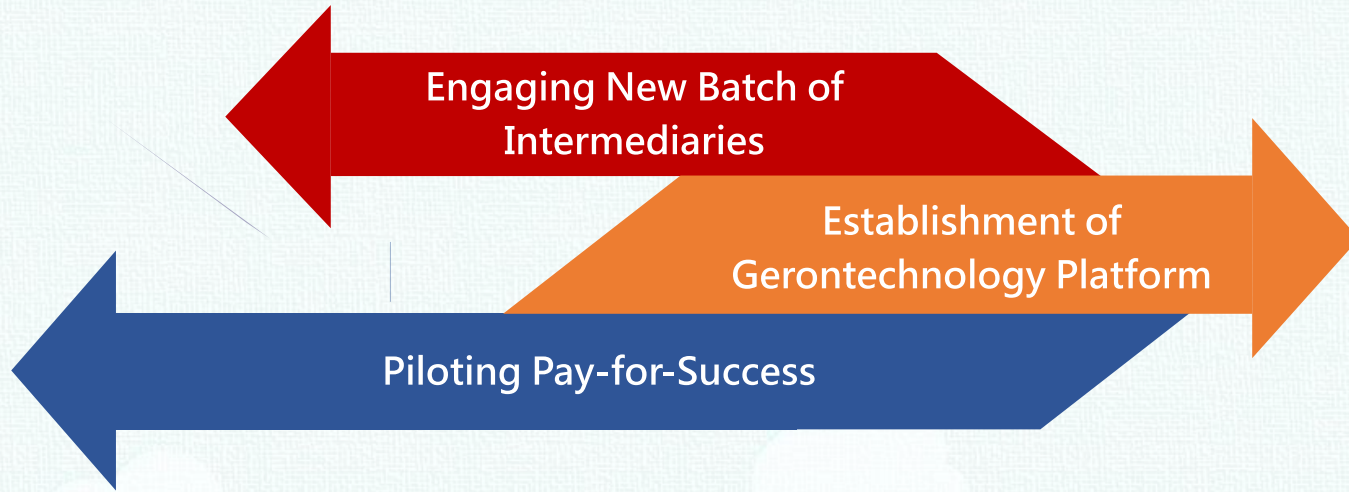 Engaging New Batch of
Intermediaries
Establishment of
Gerontechnology Platform
Piloting Pay-for-Success